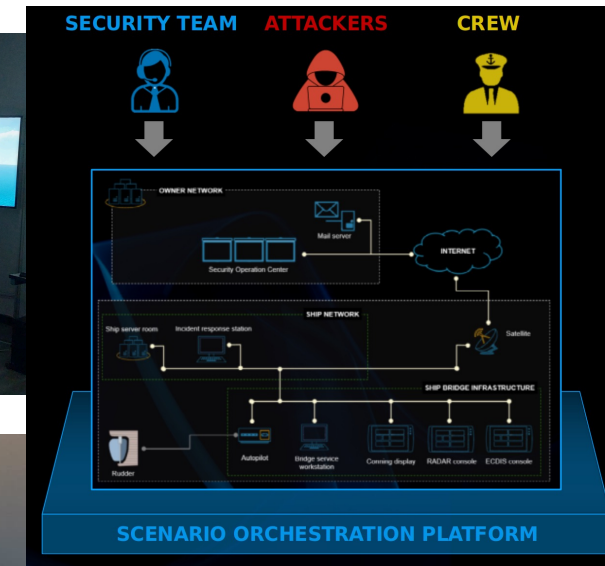 SECURITY TEAM ATTACKERS CREW
OWNER NETWORK
Mail server
Security Operation Center
INTERNET
SHIP NETWORK
Ship server room
Incident response station
Satellite
SHIP BRIDGE INFRASTRUCTURE
Rudder
Autopilot
Bridge service
workstation
Conning display
RADAR console
ECDIS console
SCENARIO ORCHESTRATION PLATFORM